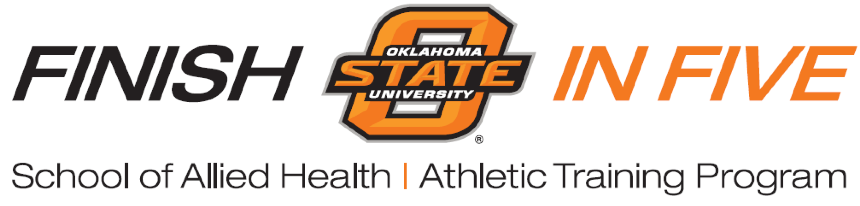 FINISH OKLAHOMA STATE UNIVERSITY ® IN FIVE
School of Allied Health | Athletic Training Program